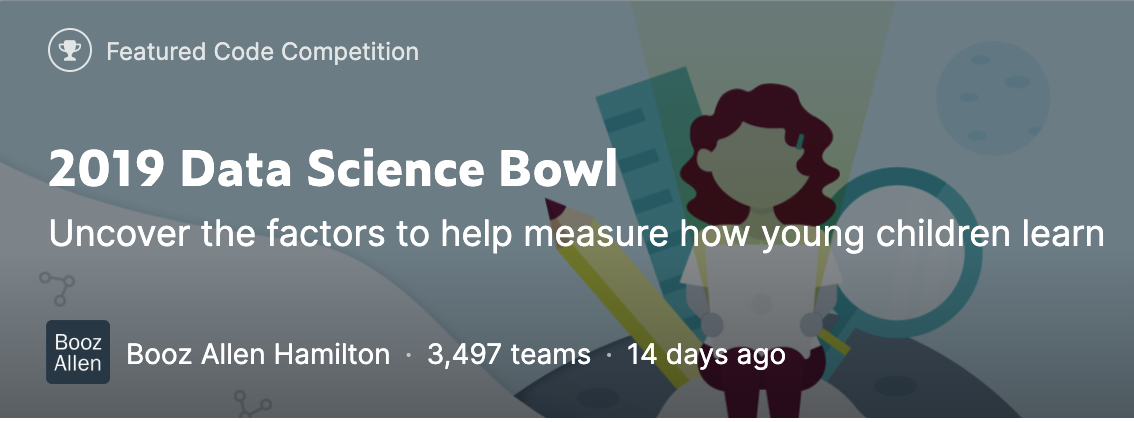 Featured Code Competition
2019 Data Science Bowl
Uncover the factors to help measure how young children learn
Booz
Allen
Booz Allen Hamilton · 3,497 teams · 14 days ago